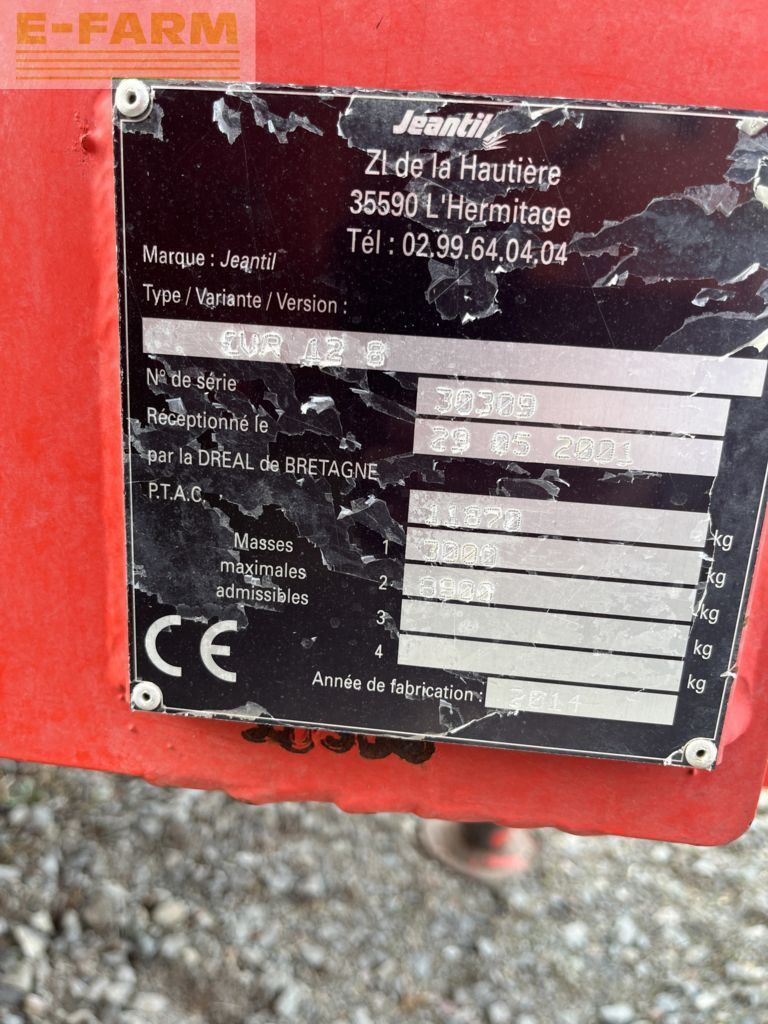 E-FARM
Jeantil
ZI de la Hautière
35590 L'Hermitage
Tél : 02.99.64.04.04
Marque : Jeantil
Type / Variante / Version :
EVR 12 8
N° de série 30309
Réceptionné le 29 05 2001
par la DREAL de BRETAGNE
P.T.A.C. 11870 kg
Masses maximales admissibles
1 3000 kg
2 8900 kg
3 kg
4 kg
CE
Année de fabrication : 2014